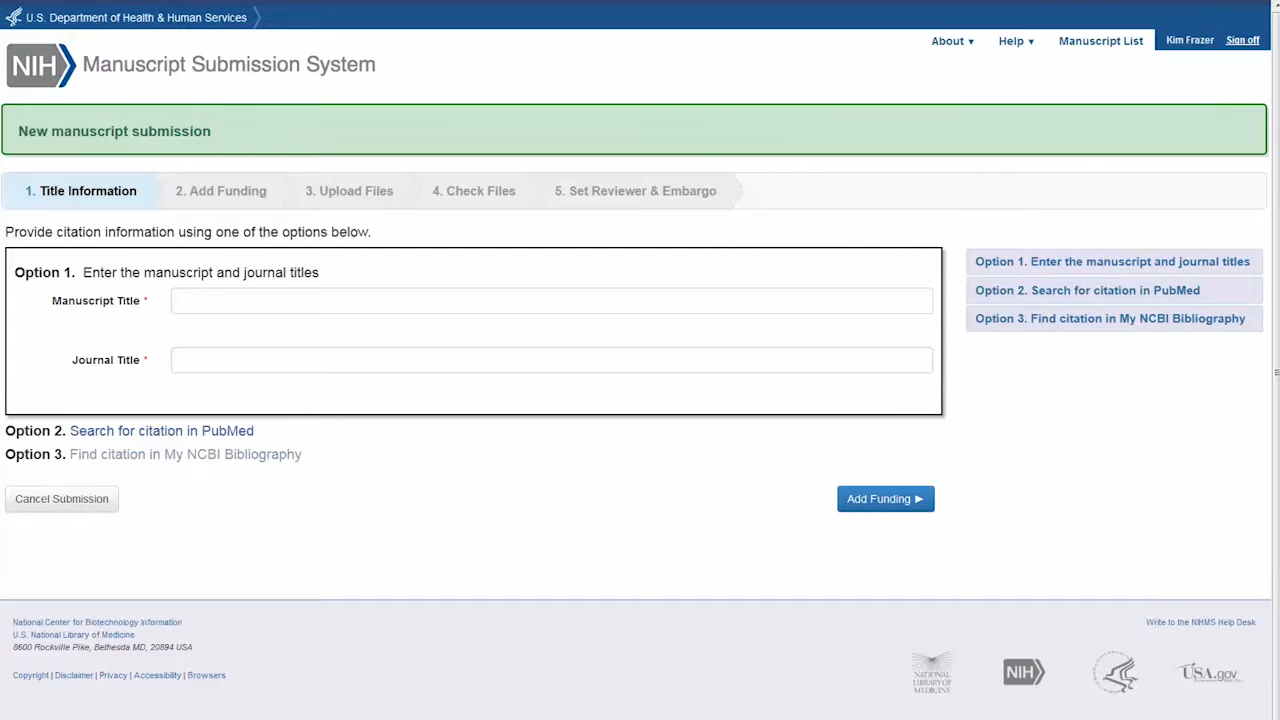 U.S. Department of Health & Human Services
About ▼ Help ▼ Manuscript List Kim Frazer Sign off
NIH Manuscript Submission System
New manuscript submission
1. Title Information 2. Add Funding 3. Upload Files 4. Check Files 5. Set Reviewer & Embargo
Provide citation information using one of the options below.
Option 1. Enter the manuscript and journal titles
Manuscript Title *
Journal Title *
Option 2. Search for citation in PubMed
Option 3. Find citation in My NCBI Bibliography
Option 1. Enter the manuscript and journal titles
Option 2. Search for citation in PubMed
Option 3. Find citation in My NCBI Bibliography
Cancel Submission Add Funding ►
National Center for Biotechnology Information
U.S. National Library of Medicine
8600 Rockville Pike, Bethesda MD, 20894 USA
Copyright | Disclaimer | Privacy | Accessibility | Browsers
Write to the NIHMS Help Desk
NATIONAL
LIBRARY OF
MEDICINE
NIH
USA.gov